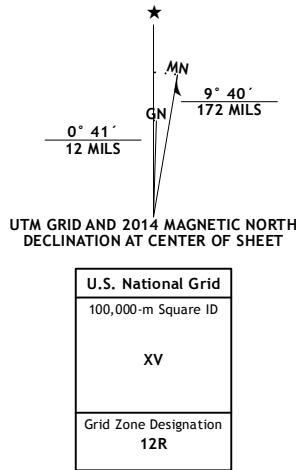 ★
MN
GN
9° 40´
172 MILS
0° 41´
12 MILS
UTM GRID AND 2014 MAGNETIC NORTH
DECLINATION AT CENTER OF SHEET
U.S. National Grid
100,000-m Square ID
XV
Grid Zone Designation
12R